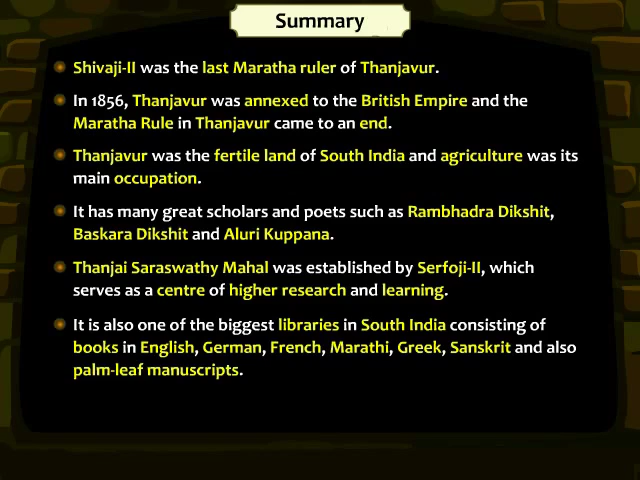 Summary
Shivaji-II was the last Maratha ruler of Thanjavur.
In 1856, Thanjavur was annexed to the British Empire and the
Maratha Rule in Thanjavur came to an end.
Thanjavur was the fertile land of South India and agriculture was its
main occupation.
It has many great scholars and poets such as Rambhadra Dikshit,
Baskara Dikshit and Aluri Kuppana.
Thanjai Saraswathy Mahal was established by Serfoji-II, which
serves as a centre of higher research and learning.
It is also one of the biggest libraries in South India consisting of
books in English, German, French, Marathi, Greek, Sanskrit and also
palm-leaf manuscripts.